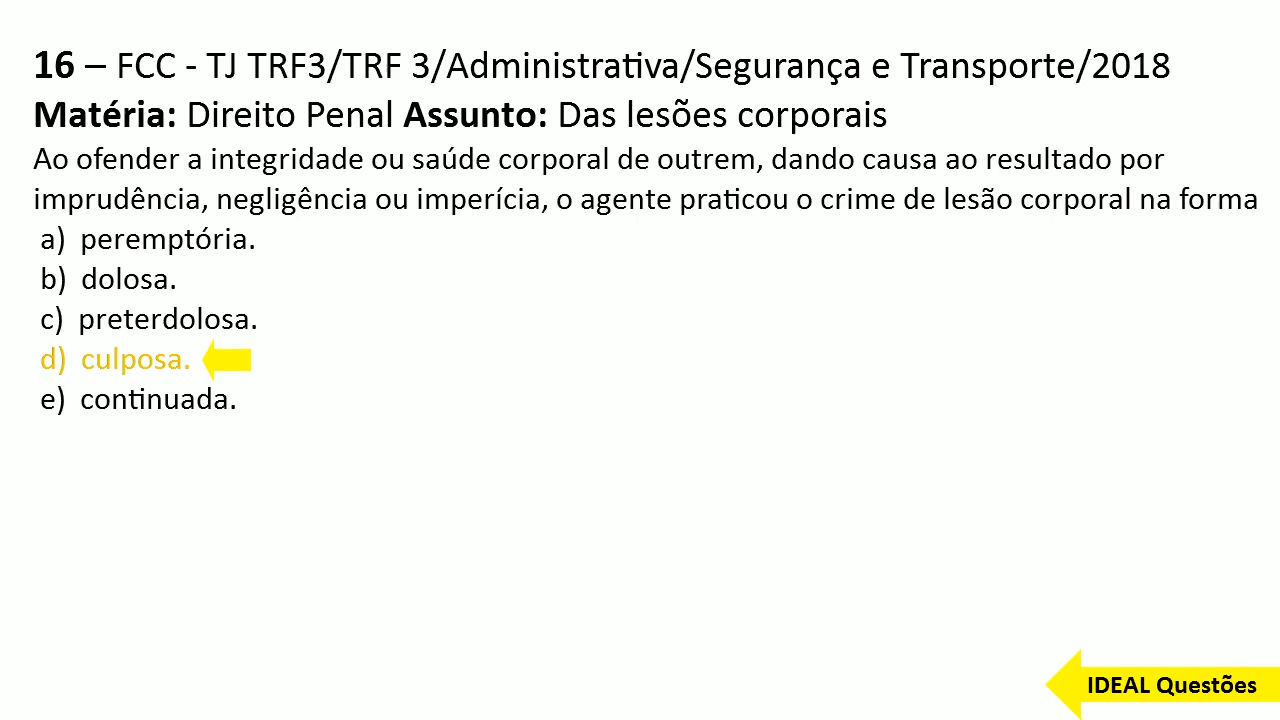 16 – FCC - TJ TRF3/TRF 3/Administrativa/Segurança e Transporte/2018
Matéria: Direito Penal Assunto: Das lesões corporais
Ao ofender a integridade ou saúde corporal de outrem, dando causa ao resultado por
imprudência, negligência ou imperícia, o agente praticou o crime de lesão corporal na forma
a) peremptória.
b) dolosa.
c) preterdolosa.
d) culposa.
e) continuada.
IDEAL Questões